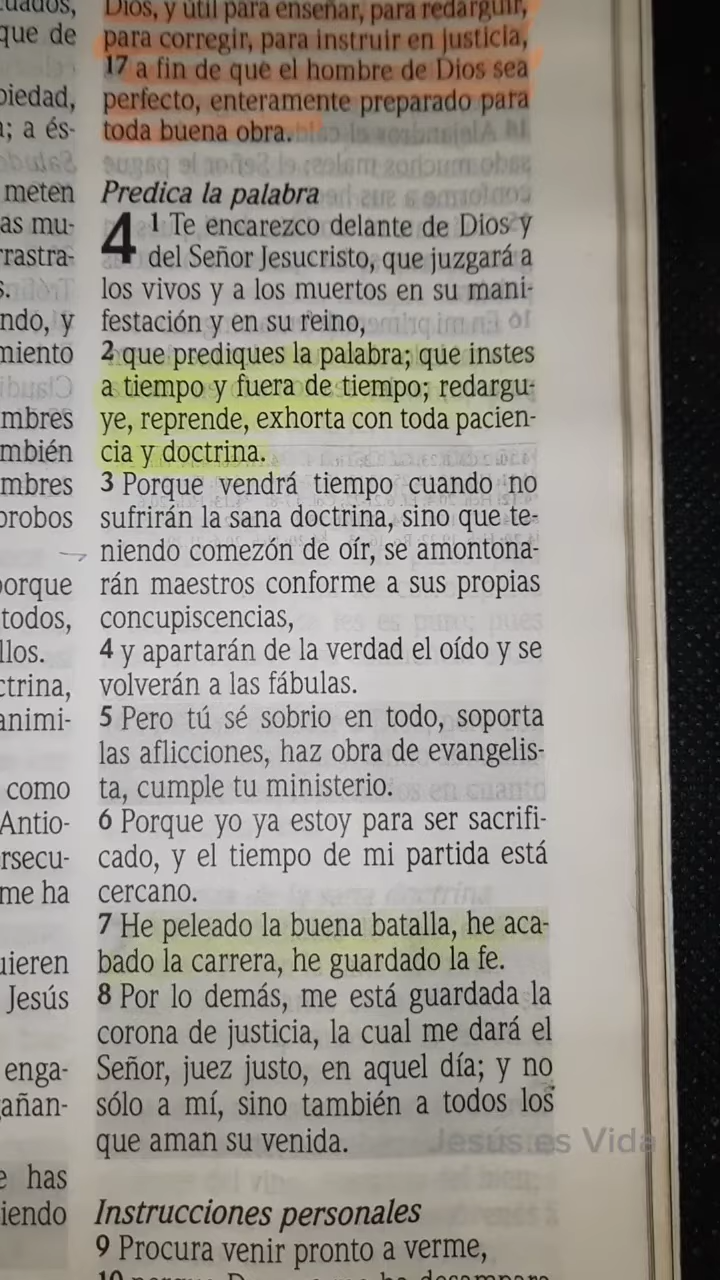 uados,
que de
piedad,
a; a és-
meten
as mu-
rrastra-
s.
ndo, y
miento
ombres
mbién
mbres
probos
porque
todos,
llos.
ctrina,
animi-
como
Antio-
rsecu-
me ha
uieren
Jesús
enga-
añan-
e has
iendo
Dios, y útil para enseñar, para redargüir,
para corregir, para instruir en justicia,
17 a fin de que el hombre de Dios sea
perfecto, enteramente preparado para
toda buena obra.
Predica la palabra
4 1 Te encarezco delante de Dios y
del Señor Jesucristo, que juzgará a
los vivos y a los muertos en su mani-
festación y en su reino,
2 que prediques la palabra; que instes
a tiempo y fuera de tiempo; redargu-
ye, reprende, exhorta con toda pacien-
cia y doctrina.
3 Porque vendrá tiempo cuando no
sufrirán la sana doctrina, sino que te-
niendo comezón de oír, se amontona-
rán maestros conforme a sus propias
concupiscencias,
4 y apartarán de la verdad el oído y se
volverán a las fábulas.
5 Pero tú sé sobrio en todo, soporta
las aflicciones, haz obra de evangelis-
ta, cumple tu ministerio.
6 Porque yo ya estoy para ser sacrifi-
cado, y el tiempo de mi partida está
cercano.
7 He peleado la buena batalla, he aca-
bado la carrera, he guardado la fe.
8 Por lo demás, me está guardada la
corona de justicia, la cual me dará el
Señor, juez justo, en aquel día; y no
sólo a mí, sino también a todos los
que aman su venida.
Jesús es Vida
Instrucciones personales
9 Procura venir pronto a verme,